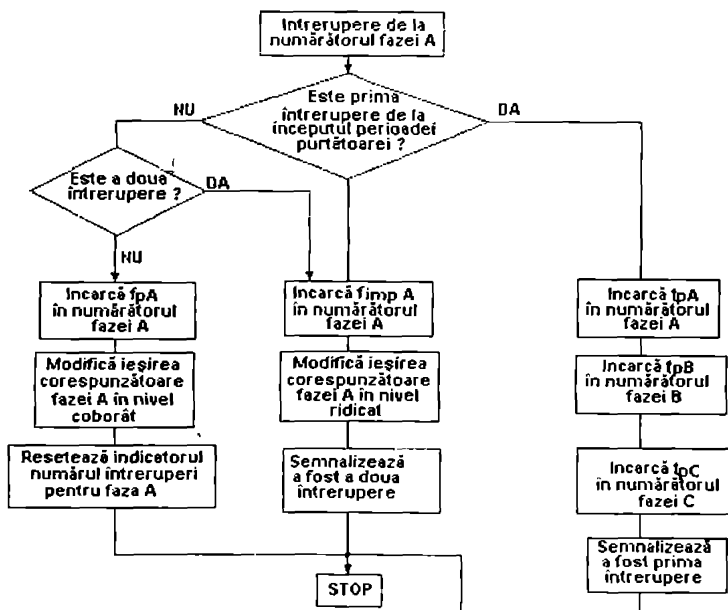 Intrerupere de la
numărătorul fazei A
Este prima
întrerupere de la
începutul perioadei
purtătoarei ?
NU
DA
Este a doua
întrerupere ?
DA
NU
Incarcă tpA
în numărătorul
fazei A
Modifică ieşirea
corespunzătoare
fazei A în nivel
coborât
Resetează indicatorul
numărul întreruperi
pentru faza A
Incarcă timp A
în numărătorul
fazei A
Modifică ieşirea
corespunzătoare
fazei A în nivel
ridicat
Semnalizează
a fost a doua
întrerupere
STOP
Incarcă tpA
în numărătorul
fazei A
Incarcă tpB
în numărătorul
fazei B
Incarcă tpC
în numărătorul
fazei C
Semnalizează
a fost prima
întrerupere